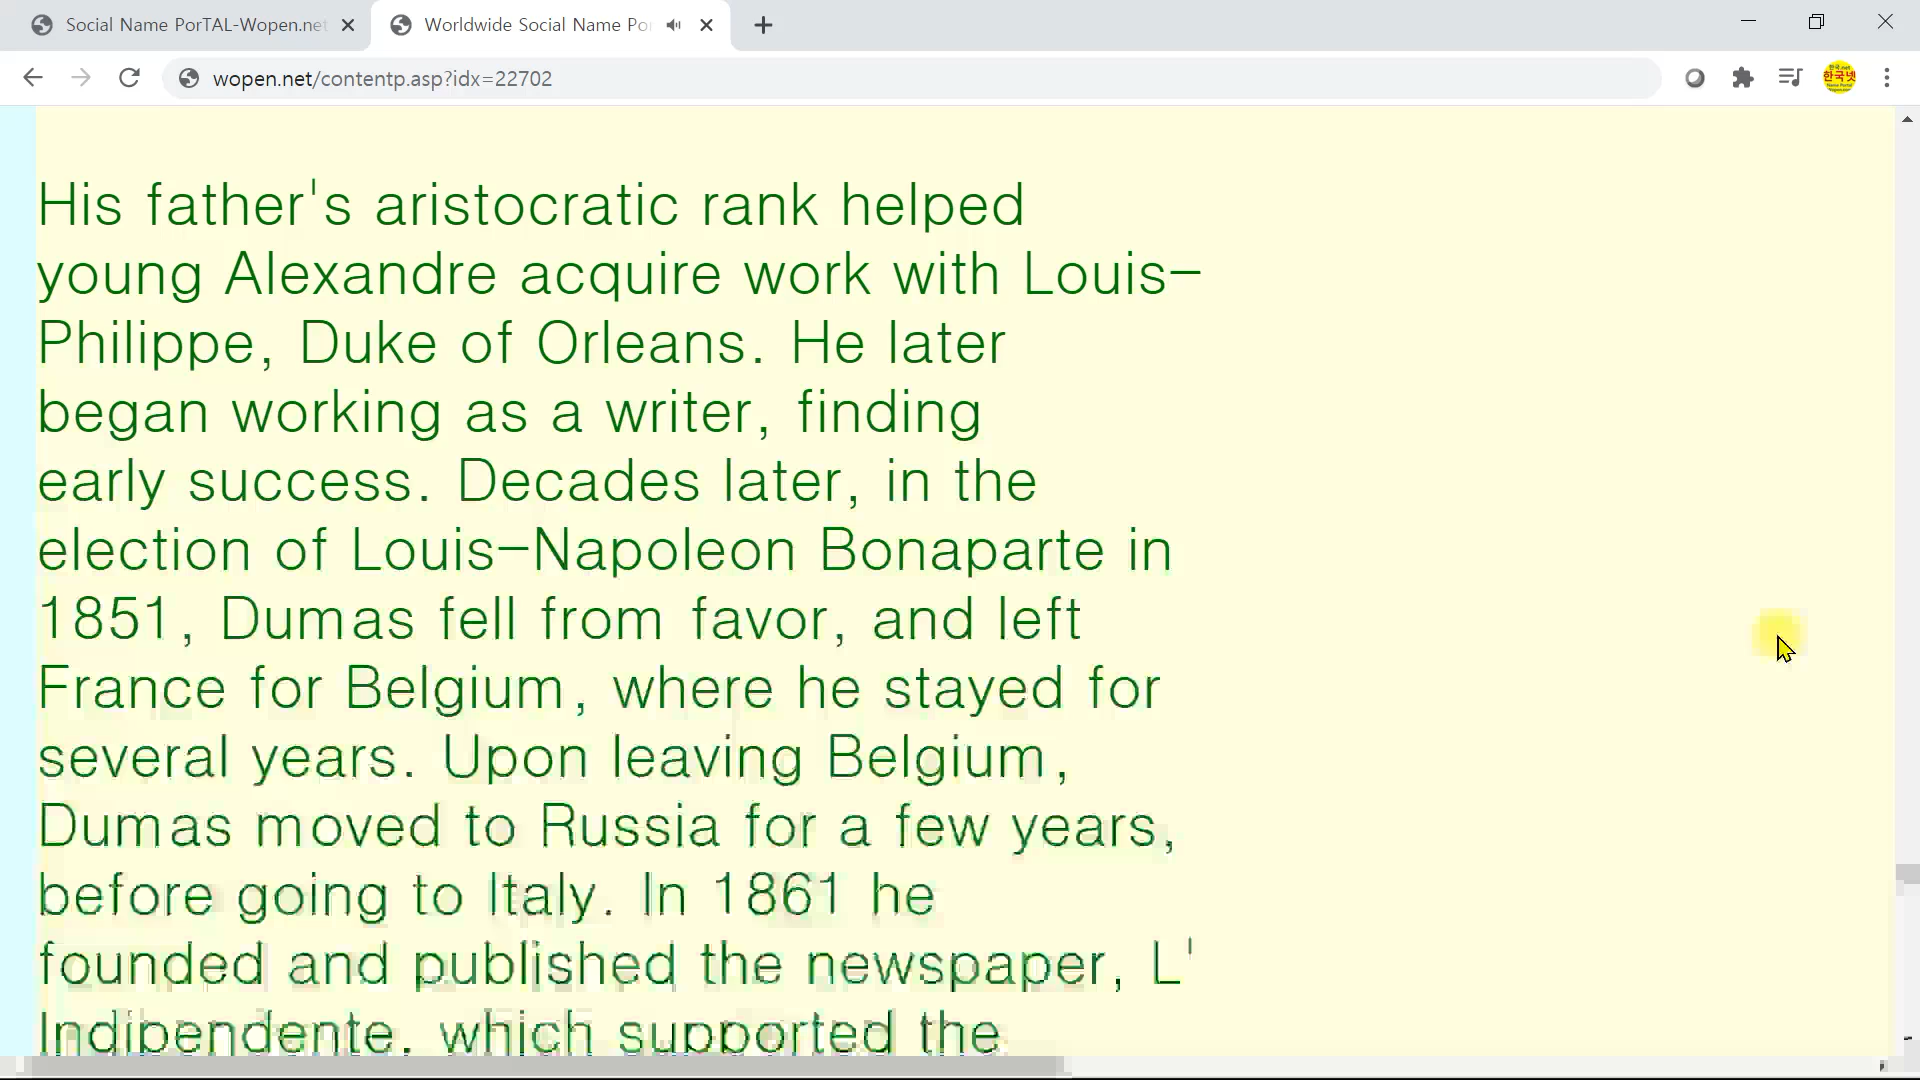 Social Name PorTAL-Wopen.net
Worldwide Social Name Po
wopen.net/contentp.asp?idx=22702
한국넷
His father's aristocratic rank helped
young Alexandre acquire work with Louis-
Philippe, Duke of Orleans. He later
began working as a writer, finding
early success. Decades later, in the
election of Louis-Napoleon Bonaparte in
1851, Dumas fell from favor, and left
France for Belgium, where he stayed for
several years. Upon leaving Belgium,
Dumas moved to Russia for a few years,
before going to Italy. In 1861 he
founded and published the newspaper, L'
Indipendente, which supported the